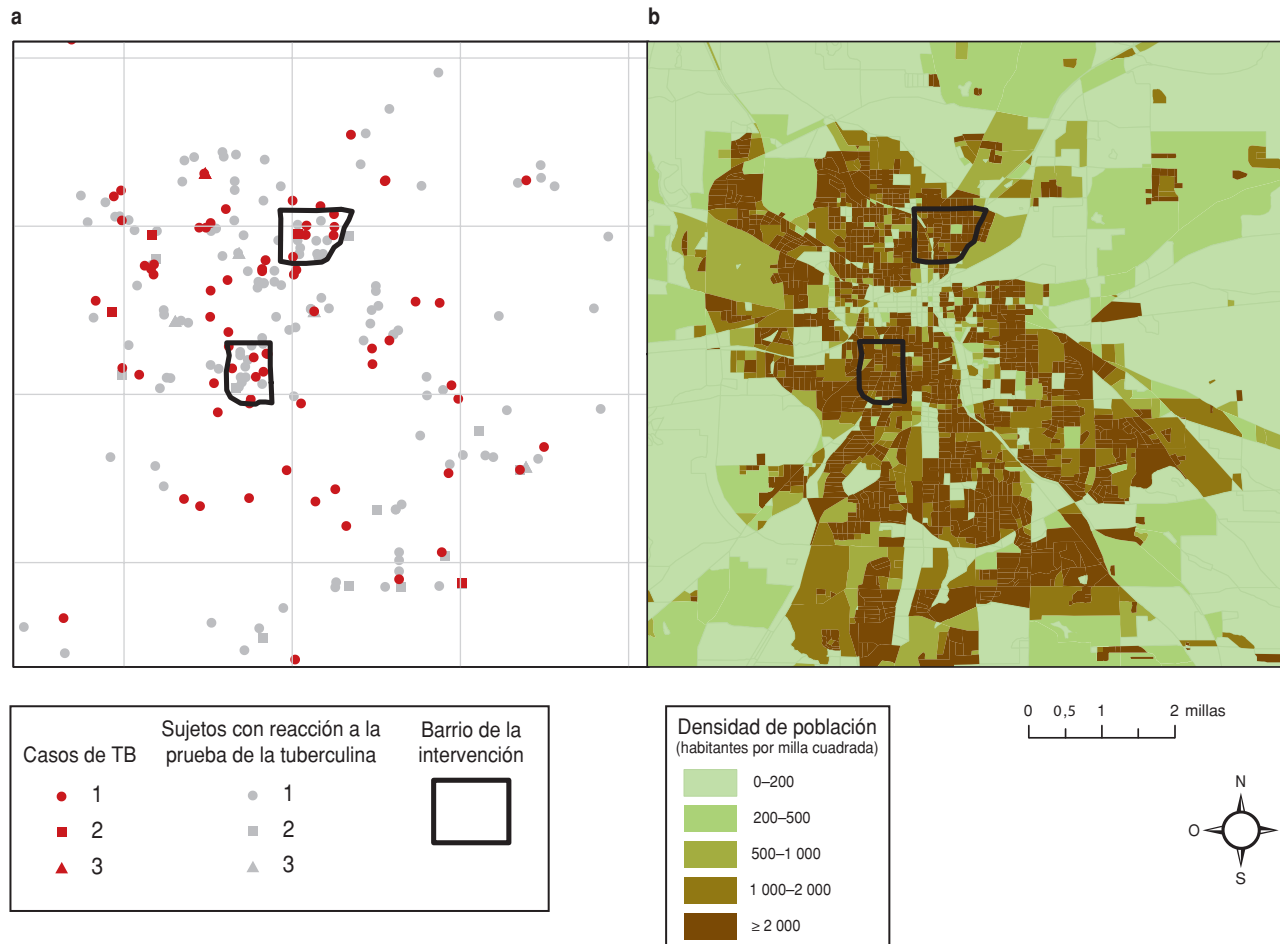 a
b
Casos de TB
1
2
3
Sujetos con reacción a la
prueba de la tuberculina
1
2
3
Barrio de la
intervención
Densidad de población
(habitantes por milla cuadrada)
0–200
200–500
500–1 000
1 000–2 000
≥ 2 000
0 0,5 1 2 millas
N
O
S